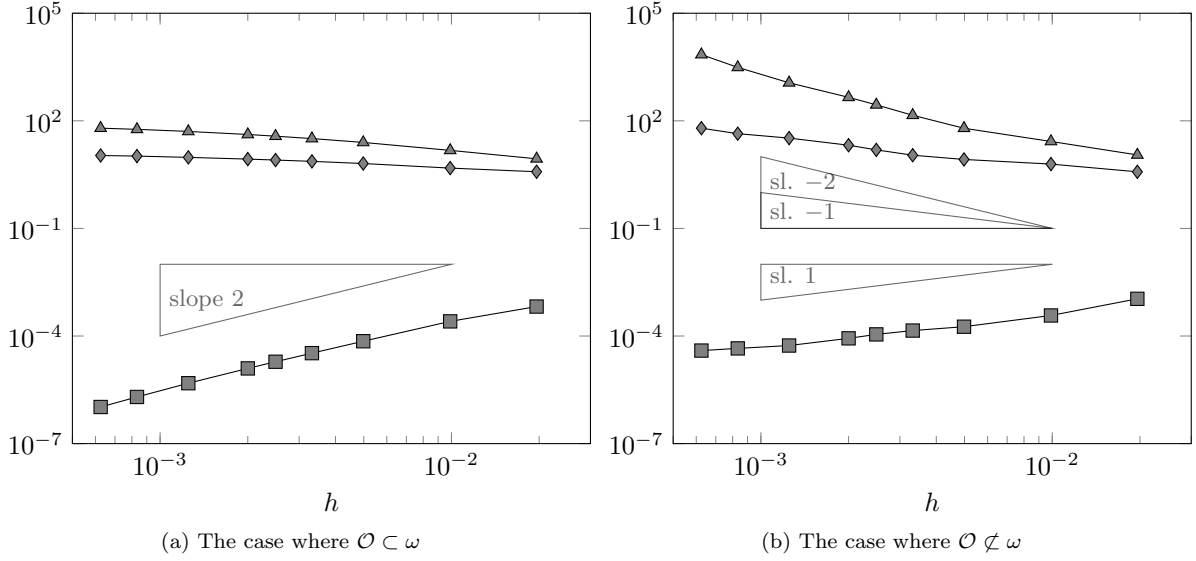 10^5
10^2
10^−1
10^−4
10^−7
slope 2
10^−3
10^−2
h
(a) The case where 𝒪 ⊂ ω
10^5
10^2
10^−1
10^−4
10^−7
sl. −2
sl. −1
sl. 1
10^−3
10^−2
h
(b) The case where 𝒪 ⊄ ω